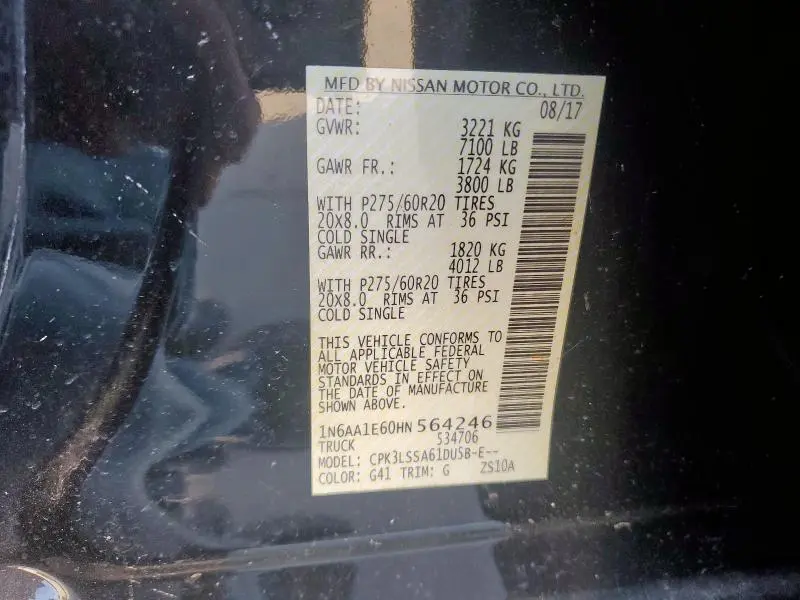 MFD BY NISSAN MOTOR CO., LTD.
DATE: 08/17
GVWR: 3221 KG
7100 LB
GAWR FR.: 1724 KG
3800 LB
WITH P275/60R20 TIRES
20X8.0 RIMS AT 36 PSI
COLD SINGLE
GAWR RR.: 1820 KG
4012 LB
WITH P275/60R20 TIRES
20X8.0 RIMS AT 36 PSI
COLD SINGLE
THIS VEHICLE CONFORMS TO
ALL APPLICABLE FEDERAL
MOTOR VEHICLE SAFETY
STANDARDS IN EFFECT ON
THE DATE OF MANUFACTURE
SHOWN ABOVE.
1N6AA1E60HN564246
TRUCK 534706
MODEL: CPK3LSSA61DU5B-E--
COLOR: G41 TRIM: G ZS10A